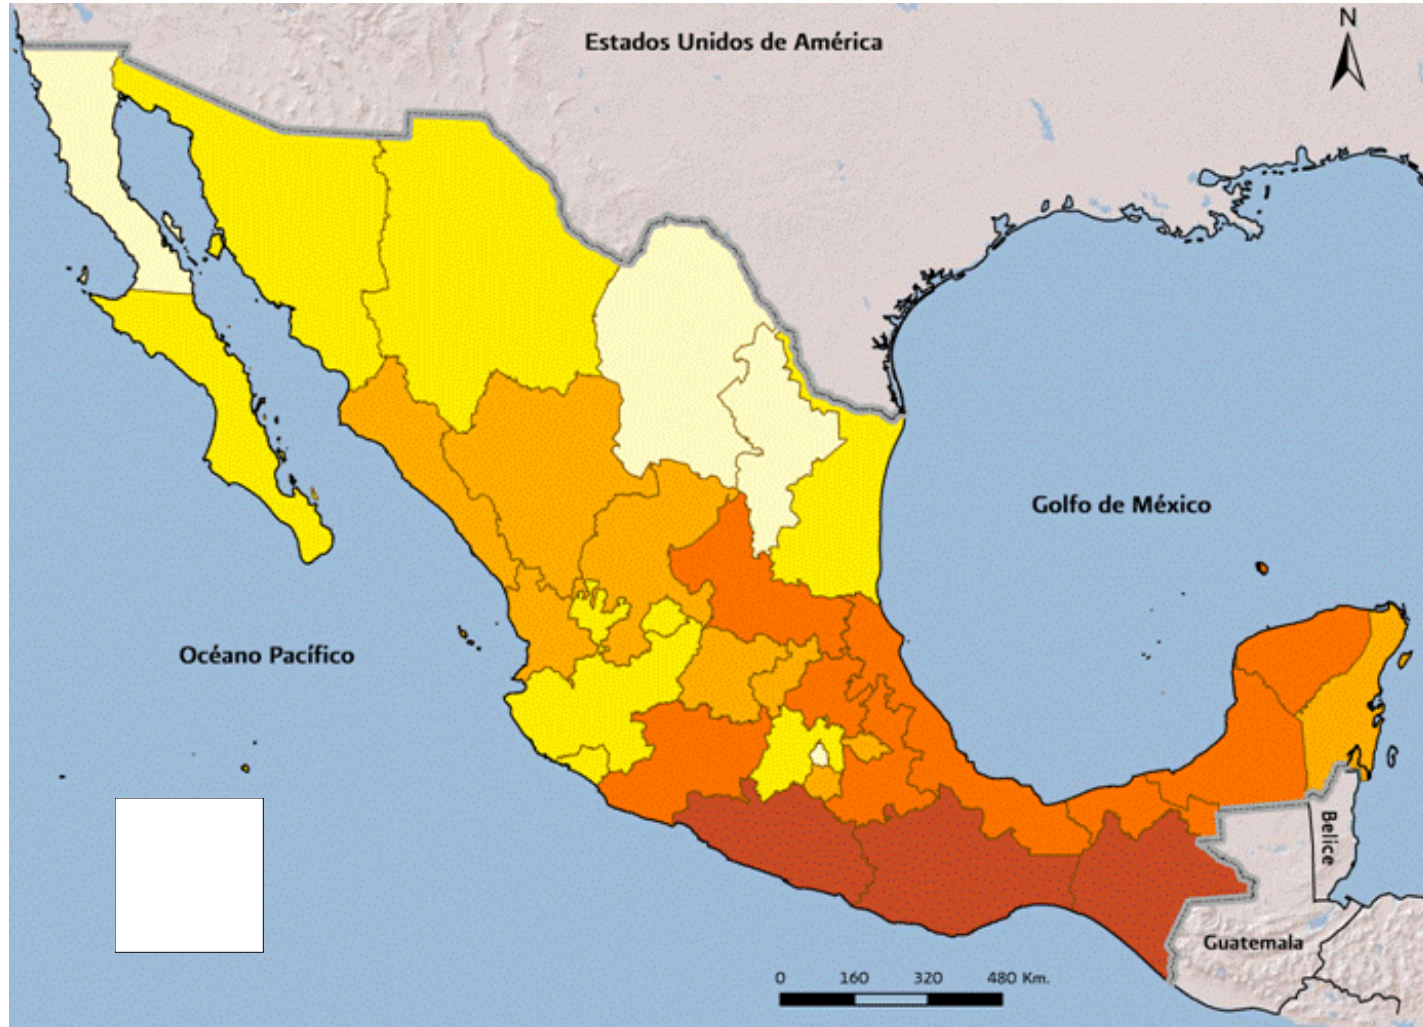 Estados Unidos de América
N
Golfo de México
Océano Pacífico
Belice
Guatemala
0 160 320 480 Km.